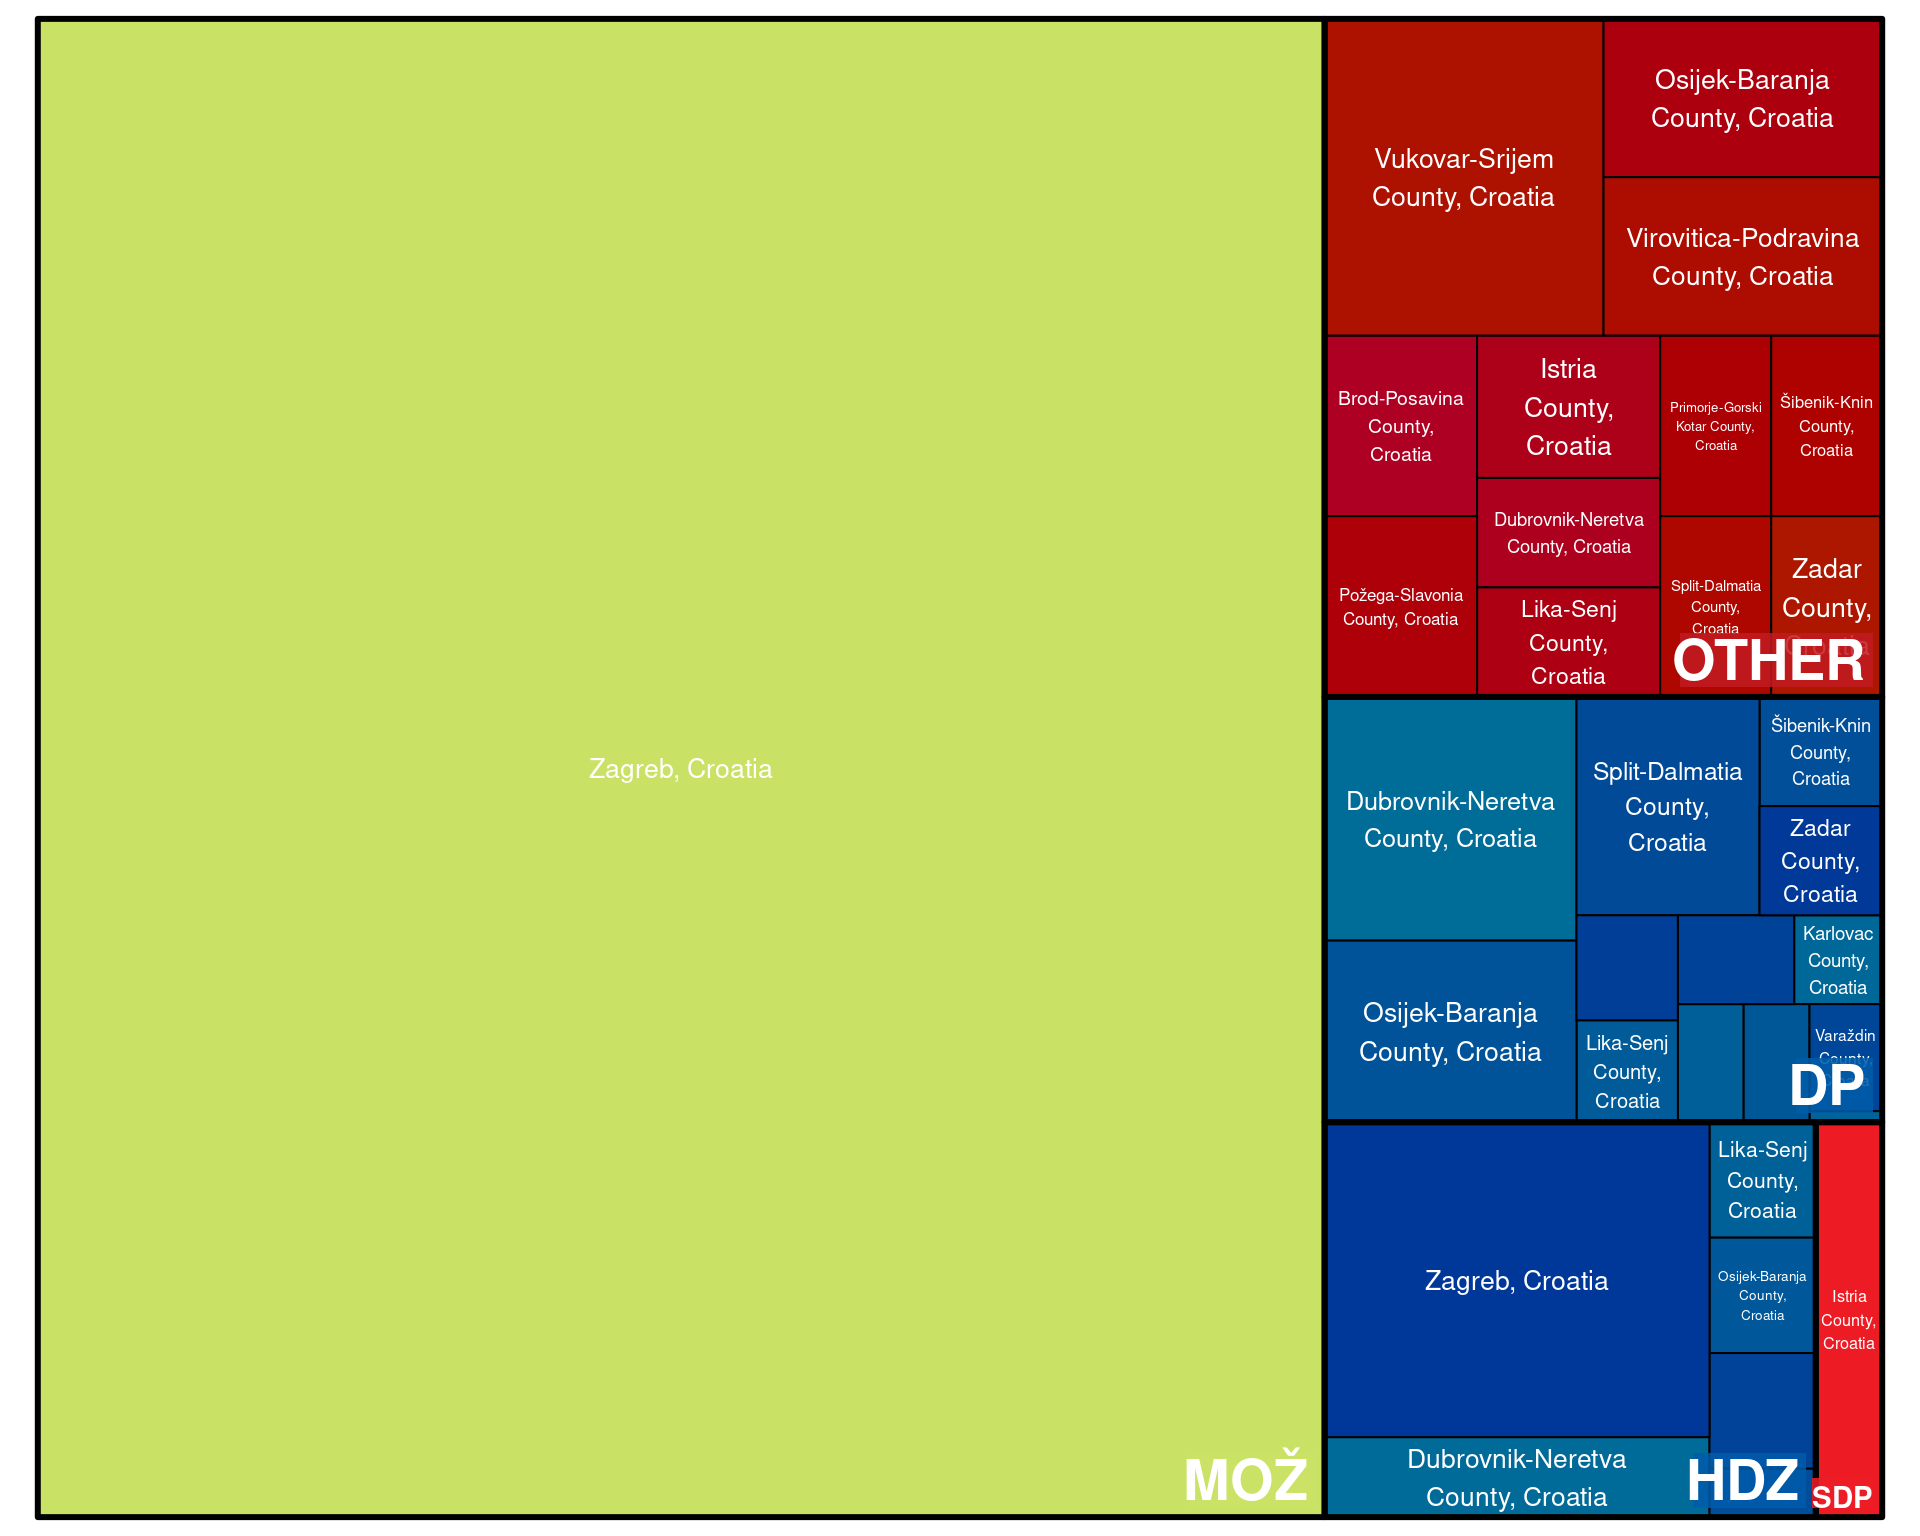 Zagreb, Croatia
MOŽ
Vukovar-Srijem
County, Croatia
Osijek-Baranja
County, Croatia
Virovitica-Podravina
County, Croatia
Brod-Posavina
County,
Croatia
Istria
County,
Croatia
Primorje-Gorski
Kotar County,
Croatia
Šibenik-Knin
County,
Croatia
Dubrovnik-Neretva
County, Croatia
Požega-Slavonia
County, Croatia
Lika-Senj
County,
Croatia
Split-Dalmatia
County,
Croatia
Zadar
County,
Croatia
OTHER
Dubrovnik-Neretva
County, Croatia
Split-Dalmatia
County,
Croatia
Šibenik-Knin
County,
Croatia
Zadar
County,
Croatia
Osijek-Baranja
County, Croatia
Lika-Senj
County,
Croatia
Karlovac
County,
Croatia
Varaždin
County,
DP
Zagreb, Croatia
Lika-Senj
County,
Croatia
Osijek-Baranja
County,
Croatia
Dubrovnik-Neretva
County, Croatia
HDZ
Istria
County,
Croatia
SDP